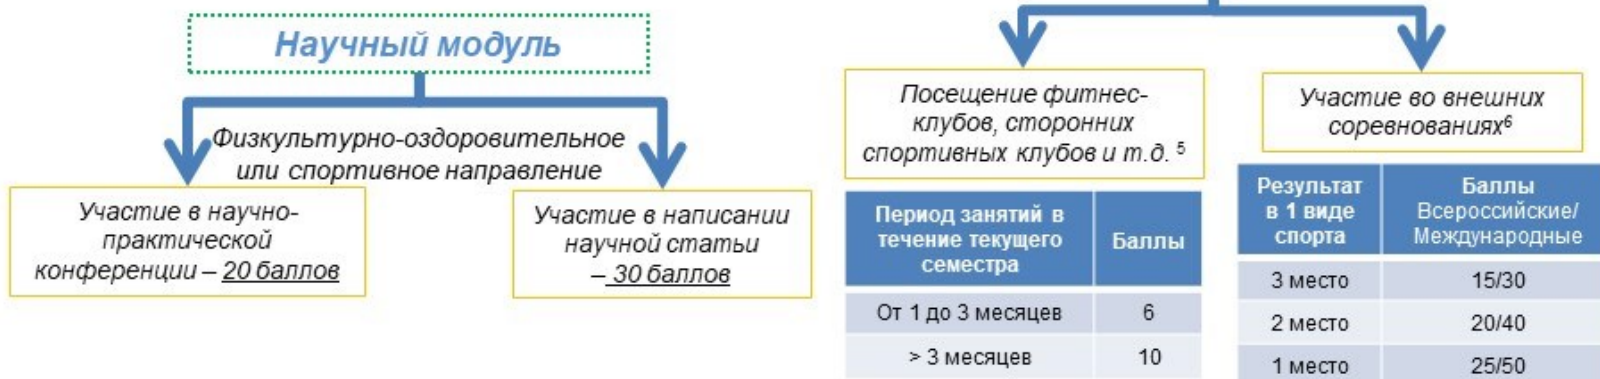 Научный модуль
Физкультурно-оздоровительное
или спортивное направление
Участие в научно-
практической
конференции – 20 баллов
Участие в написании
научной статьи
– 30 баллов
Посещение фитнес-
клубов, сторонних
спортивных клубов и т.д. ⁵
Период занятий в
течение текущего
семестра
Баллы
От 1 до 3 месяцев 6
> 3 месяцев 10
Участие во внешних
соревнованиях⁶
Результат
в 1 виде
спорта
Баллы
Всероссийские/
Международные
3 место 15/30
2 место 20/40
1 место 25/50